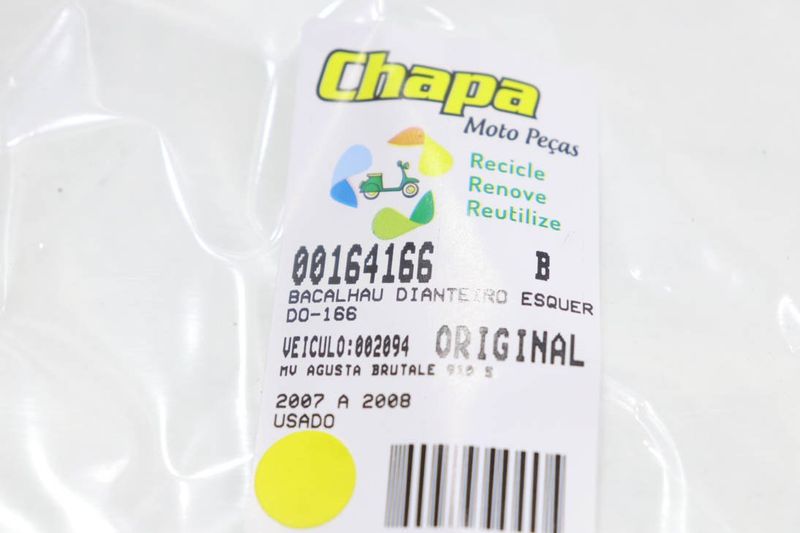 Chapa
Moto Peças
Recicle
Renove
Reutilize
00164166 B
BACALHAU DIANTEIRO ESQUER
DO-166
VEICULO:002094 ORIGINAL
MV AGUSTA BRUTALE 910 S
2007 A 2008
USADO